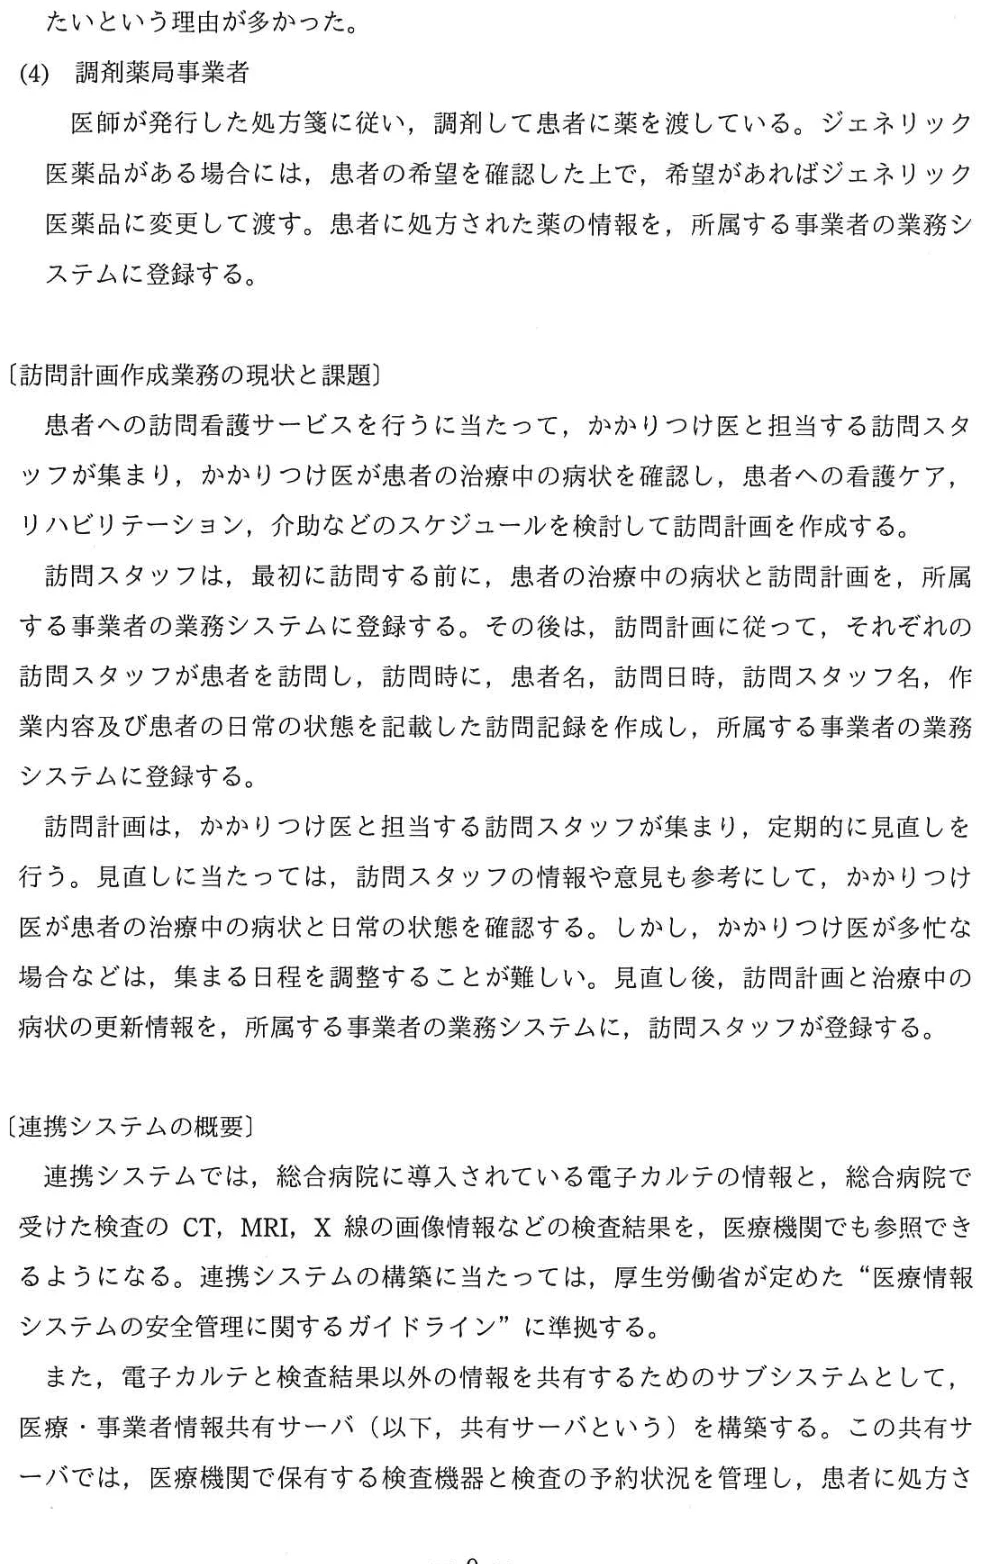 たいという理由が多かった。
(4) 調剤薬局事業者
医師が発行した処方箋に従い，調剤して患者に薬を渡している。ジェネリック
医薬品がある場合には，患者の希望を確認した上で，希望があればジェネリック
医薬品に変更して渡す。患者に処方された薬の情報を，所属する事業者の業務シ
ステムに登録する。
〔訪問計画作成業務の現状と課題〕
患者への訪問看護サービスを行うに当たって，かかりつけ医と担当する訪問スタ
ッフが集まり，かかりつけ医が患者の治療中の病状を確認し，患者への看護ケア，
リハビリテーション，介助などのスケジュールを検討して訪問計画を作成する。
訪問スタッフは，最初に訪問する前に，患者の治療中の病状と訪問計画を，所属
する事業者の業務システムに登録する。その後は，訪問計画に従って，それぞれの
訪問スタッフが患者を訪問し，訪問時に，患者名，訪問日時，訪問スタッフ名，作
業内容及び患者の日常の状態を記載した訪問記録を作成し，所属する事業者の業務
システムに登録する。
訪問計画は，かかりつけ医と担当する訪問スタッフが集まり，定期的に見直しを
行う。見直しに当たっては，訪問スタッフの情報や意見も参考にして，かかりつけ
医が患者の治療中の病状と日常の状態を確認する。しかし，かかりつけ医が多忙な
場合などは，集まる日程を調整することが難しい。見直し後，訪問計画と治療中の
病状の更新情報を，所属する事業者の業務システムに，訪問スタッフが登録する。
〔連携システムの概要〕
連携システムでは，総合病院に導入されている電子カルテの情報と，総合病院で
受けた検査の CT，MRI，X 線の画像情報などの検査結果を，医療機関でも参照でき
るようになる。連携システムの構築に当たっては，厚生労働省が定めた“医療情報
システムの安全管理に関するガイドライン”に準拠する。
また，電子カルテと検査結果以外の情報を共有するためのサブシステムとして，
医療・事業者情報共有サーバ（以下，共有サーバという）を構築する。この共有サ
ーバでは，医療機関で保有する検査機器と検査の予約状況を管理し，患者に処方さ